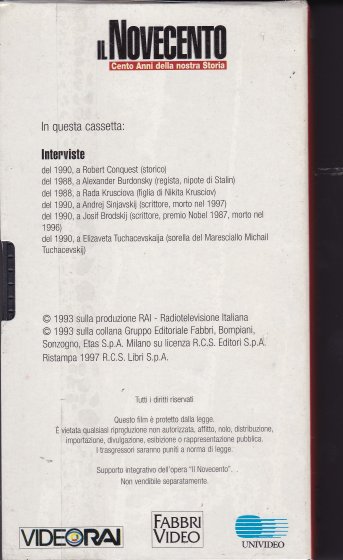 IL NOVECENTO
Cento Anni della nostra Storia
In questa cassetta:
Interviste
del 1990, a Robert Conquest (storico)
del 1988, a Alexander Burdonsky (regista, nipote di Stalin)
del 1988, a Rada Krusciova (figlia di Nikita Krusciov)
del 1990, a Andrej Sinjavskij (scrittore, morto nel 1997)
del 1990, a Josif Brodskij (scrittore, premio Nobel 1987, morto nel
1996)
del 1990, a Elizaveta Tuchacevskaija (sorella del Maresciallo Michail
Tuchacevskij)
© 1993 sulla produzione RAI - Radiotelevisione Italiana
© 1993 sulla collana Gruppo Editoriale Fabbri, Bompiani,
Sonzogno, Etas S.p.A. Milano su licenza R.C.S. Editori S.p.A.
Ristampa 1997 R.C.S. Libri S.p.A.
Tutti i diritti riservati
Questo film è protetto dalla legge.
È vietata qualsiasi riproduzione non autorizzata, affitto, nolo, distribuzione,
importazione, divulgazione, esibizione o rappresentazione pubblica.
I trasgressori saranno puniti a norma di legge.
Supporto integrativo dell'opera "Il Novecento".
Non vendibile separatamente.
VIDEORAI
FABBRI
VIDEO
UNIVIDEO